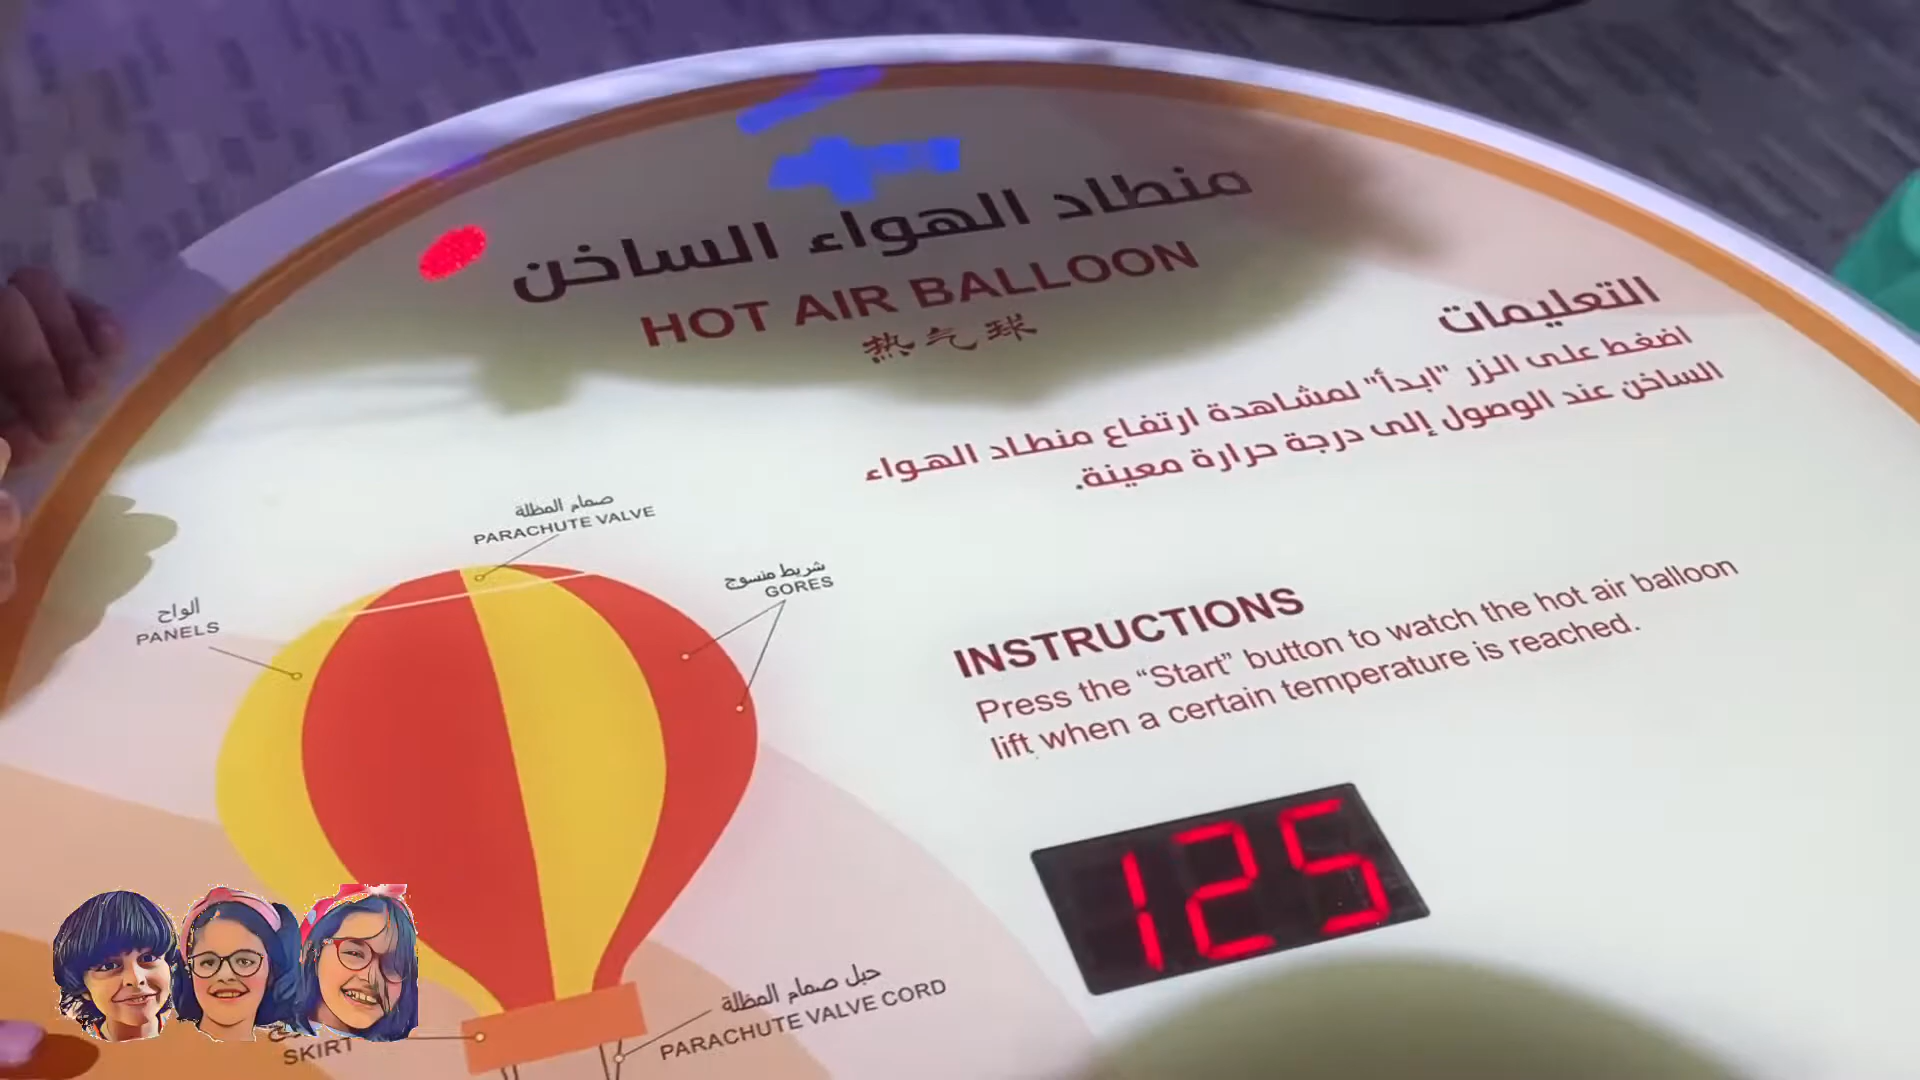 منطاد الهواء الساخن
HOT AIR BALLOON
热气球
التعليمات
اضغط على الزر "ابدأ" لمشاهدة ارتفاع منطاد الهواء
الساخن عند الوصول إلى درجة حرارة معينة.
صمام المظلة
PARACHUTE VALVE
شريط منسوج
GORES
الواح
PANELS
INSTRUCTIONS
Press the “Start” button to watch the hot air balloon
lift when a certain temperature is reached.
125
حبل صمام المظلة
PARACHUTE VALVE CORD
SKIRT